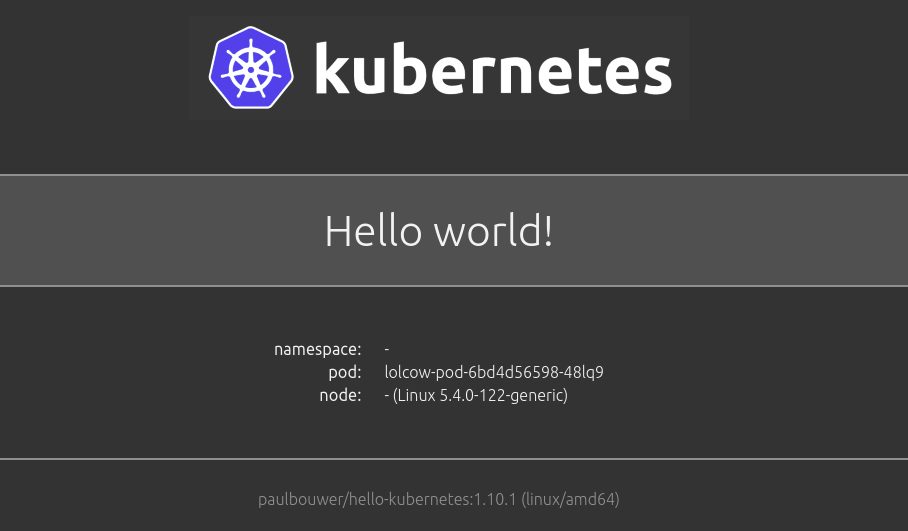 kubernetes
Hello world!
namespace: -
pod: lolcow-pod-6bd4d56598-48lq9
node: - (Linux 5.4.0-122-generic)
paulbouwer/hello-kubernetes:1.10.1 (linux/amd64)